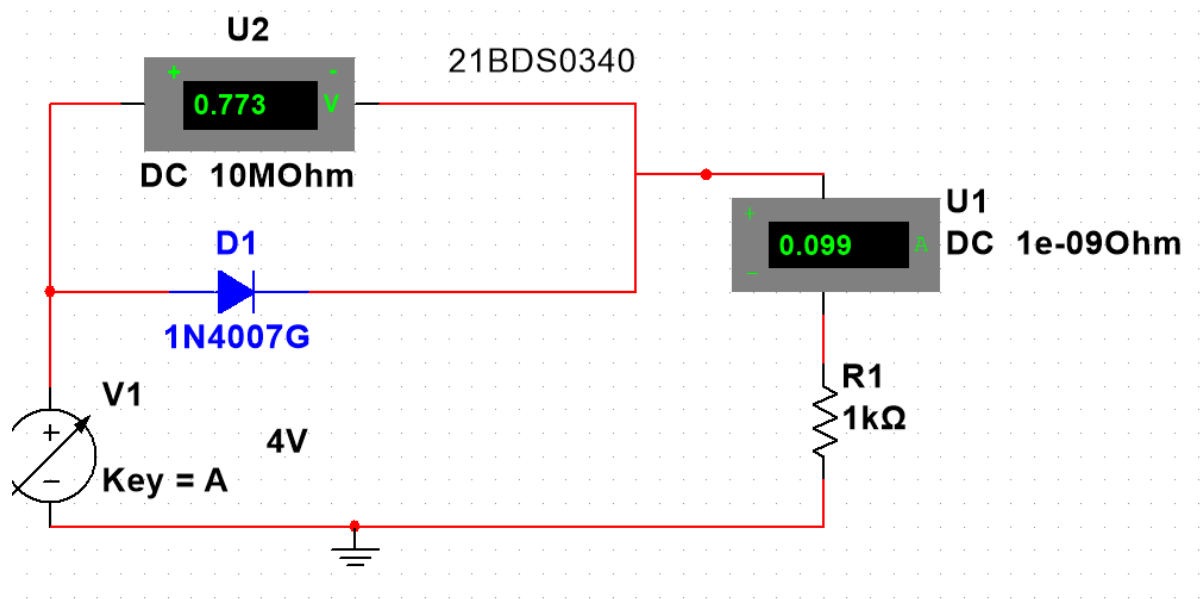 U2
21BDS0340
+ -
0.773 V
DC 10MOhm
U1
+
0.099 A DC 1e-09Ohm
−
D1
1N4007G
V1
R1
+
4V
1kΩ
−
Key = A